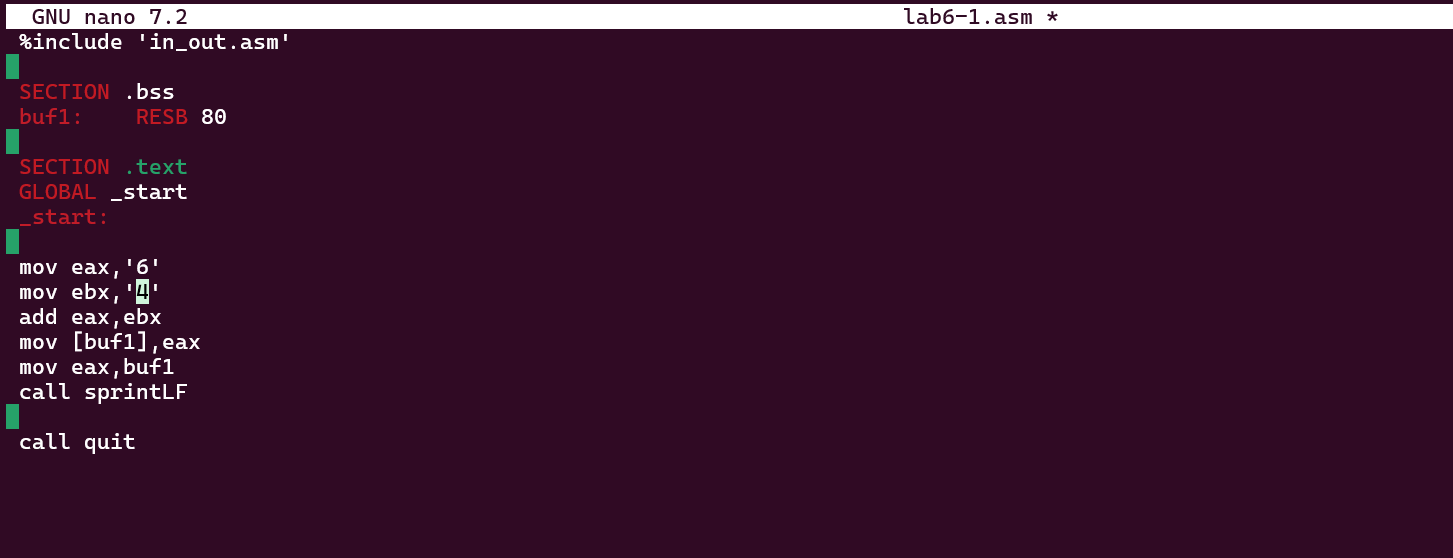 GNU nano 7.2 lab6-1.asm *
%include 'in_out.asm'
SECTION .bss
buf1: RESB 80
SECTION .text
GLOBAL _start
_start:
mov eax,'6'
mov ebx,'4'
add eax,ebx
mov [buf1],eax
mov eax,buf1
call sprintLF
call quit